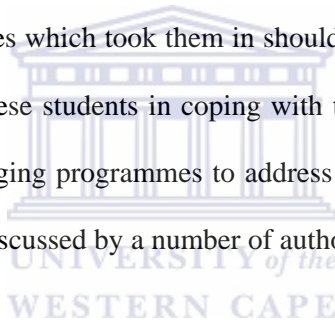 es which took them in should
ese students in coping with t
ging programmes to address
scussed by a number of autho
UNIVERSITY of the
WESTERN CAPE